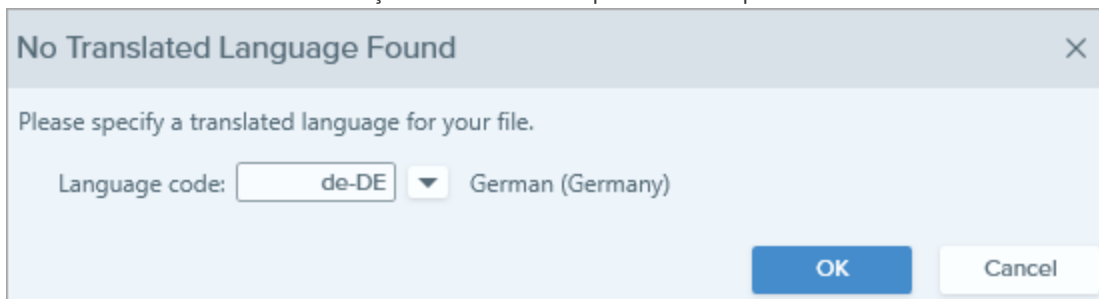 No Translated Language Found
Please specify a translated language for your file.
Language code: de-DE German (Germany)
OK Cancel